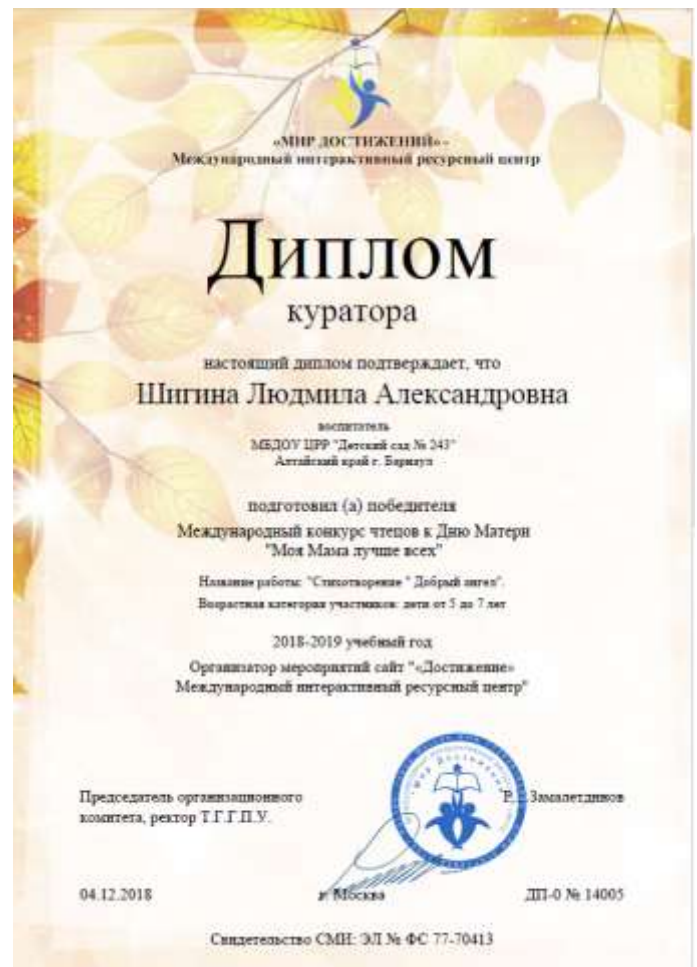 «МИР ДОСТИЖЕНИЙ» -
Международный интерактивный ресурсный центр
Диплом
куратора
настоящий диплом подтверждает, что
Шигина Людмила Александровна
воспитатель
МБДОУ ЦРР "Детский сад № 243"
Алтайский край г. Барнаул
подготовил (а) победителя
Международный конкурс чтецов к Дню Матери
"Моя Мама лучше всех"
Название работы: "Стихотворение " Добрый ангел".
Возрастная категория участников: дети от 5 до 7 лет
2018-2019 учебный год
Организатор мероприятий сайт "«Достижение»
Международный интерактивный ресурсный центр"
Мир Достижений
Председатель организационного Р. Замалетдинов
комитета, ректор Т.Г.Г.П.У.
04.12.2018 г. Москва ДП-0 № 14005
Свидетельство СМИ: ЭЛ № ФС 77-70413